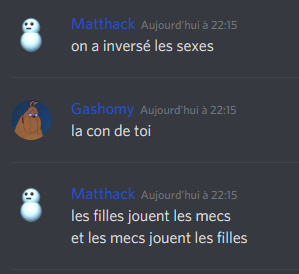 Matthack Aujourd'hui à 22:15
on a inversé les sexes
Gashomy Aujourd'hui à 22:15
la con de toi
Matthack Aujourd'hui à 22:15
les filles jouent les mecs
et les mecs jouent les filles